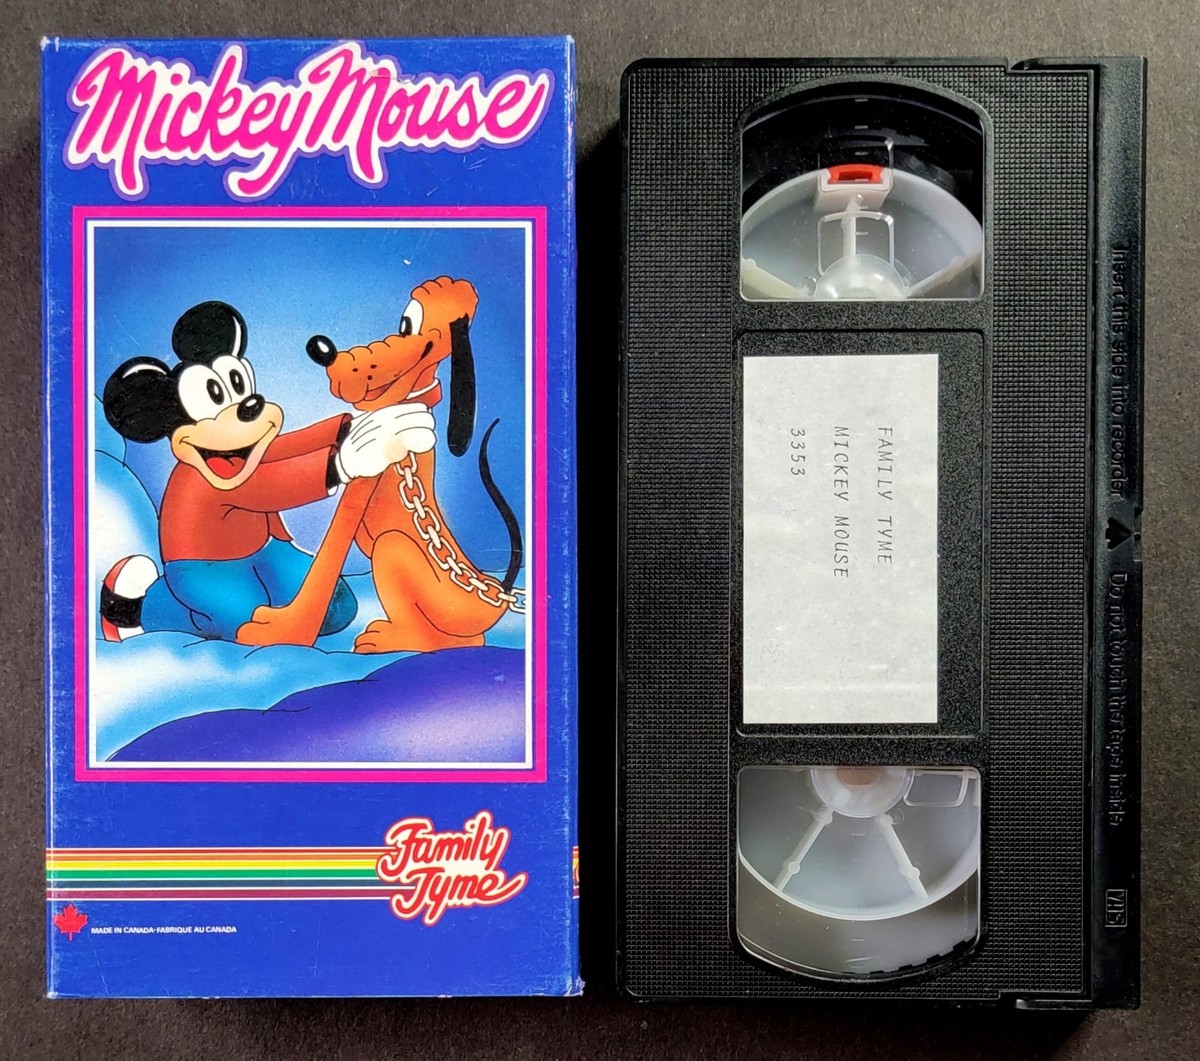 Mickey Mouse
Family
Tyme
MADE IN CANADA-FABRIQUE AU CANADA
FAMILY TYME
MICKEY MOUSE
3353
Insert this side into recorder
Do not touch the tape inside
VHS